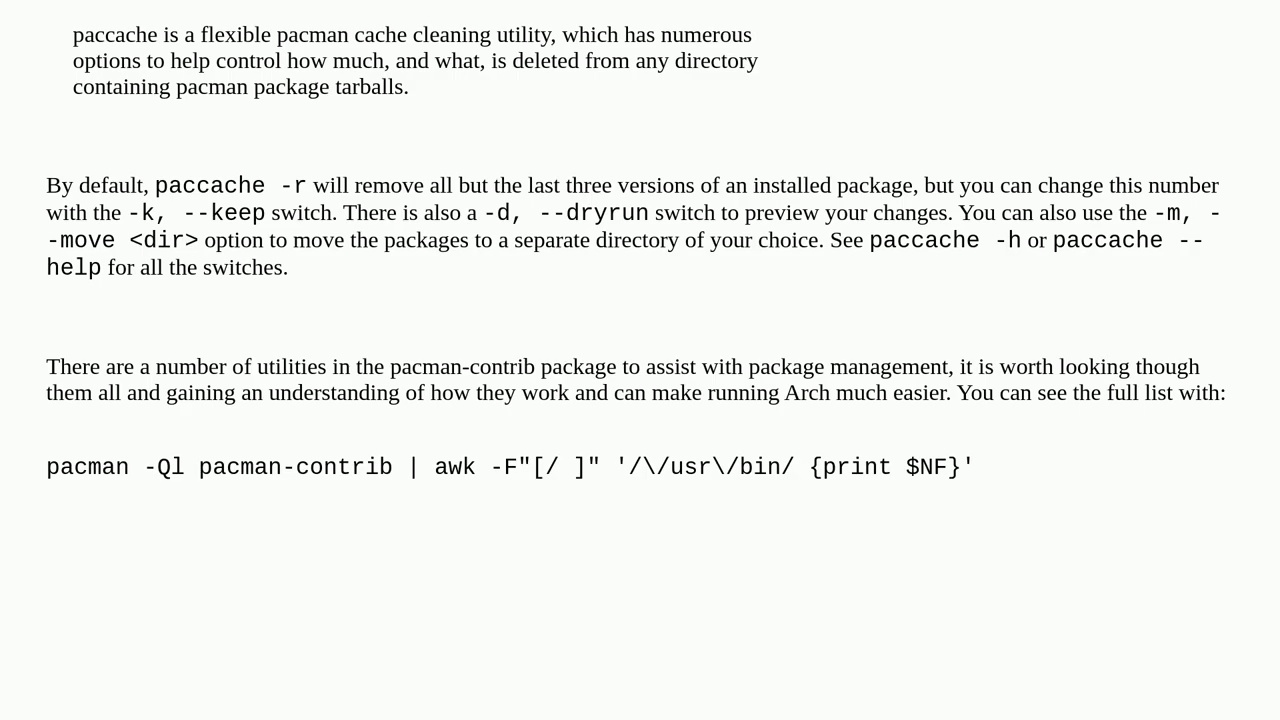 paccache is a flexible pacman cache cleaning utility, which has numerous
options to help control how much, and what, is deleted from any directory
containing pacman package tarballs.
By default, paccache -r will remove all but the last three versions of an installed package, but you can change this number
with the -k, --keep switch. There is also a -d, --dryrun switch to preview your changes. You can also use the -m, -
-move <dir> option to move the packages to a separate directory of your choice. See paccache -h or paccache --
help for all the switches.
There are a number of utilities in the pacman-contrib package to assist with package management, it is worth looking though
them all and gaining an understanding of how they work and can make running Arch much easier. You can see the full list with:
pacman -Ql pacman-contrib | awk -F"[/ ]" '/\/usr\/bin/ {print $NF}'